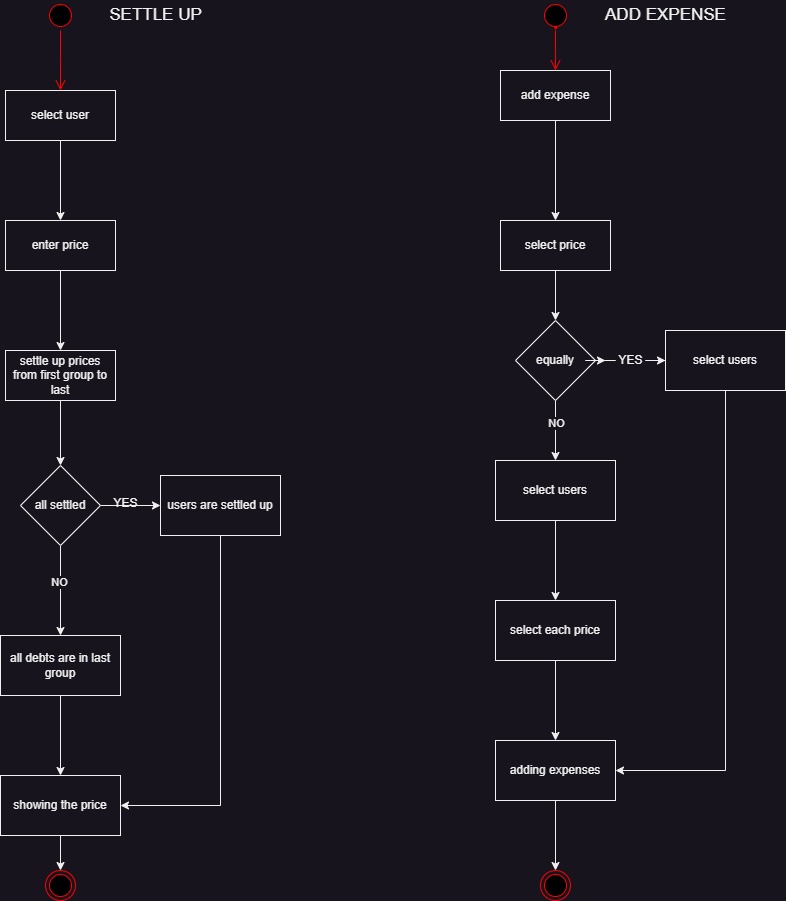 SETTLE UP
select user
enter price
settle up prices
from first group to
last
all settled
YES
users are settled up
NO
all debts are in last
group
showing the price
ADD EXPENSE
add expense
select price
equally
YES
select users
NO
select users
select each price
adding expenses